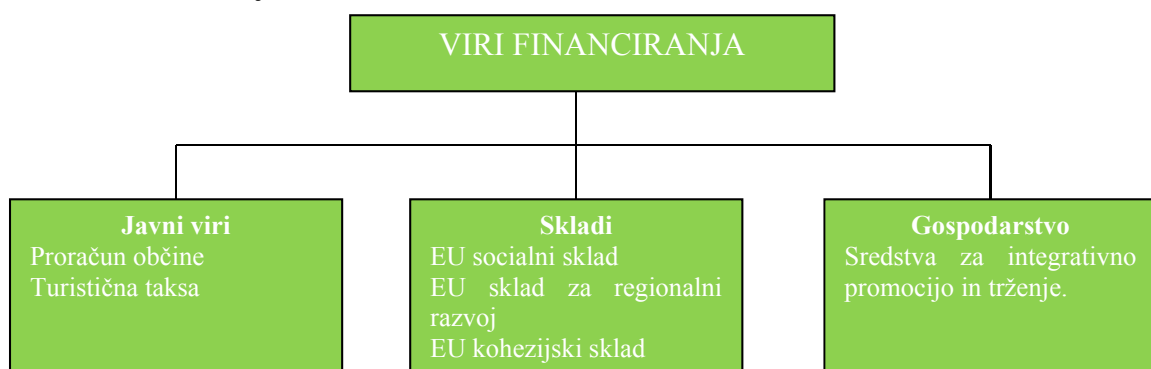 VIRI FINANCIRANJA
Javni viri
Proračun občine
Turistična taksa
Skladi
EU socialni sklad
EU sklad za regionalni
razvoj
EU kohezijski sklad
Gospodarstvo
Sredstva za integrativno
promocijo in trženje.